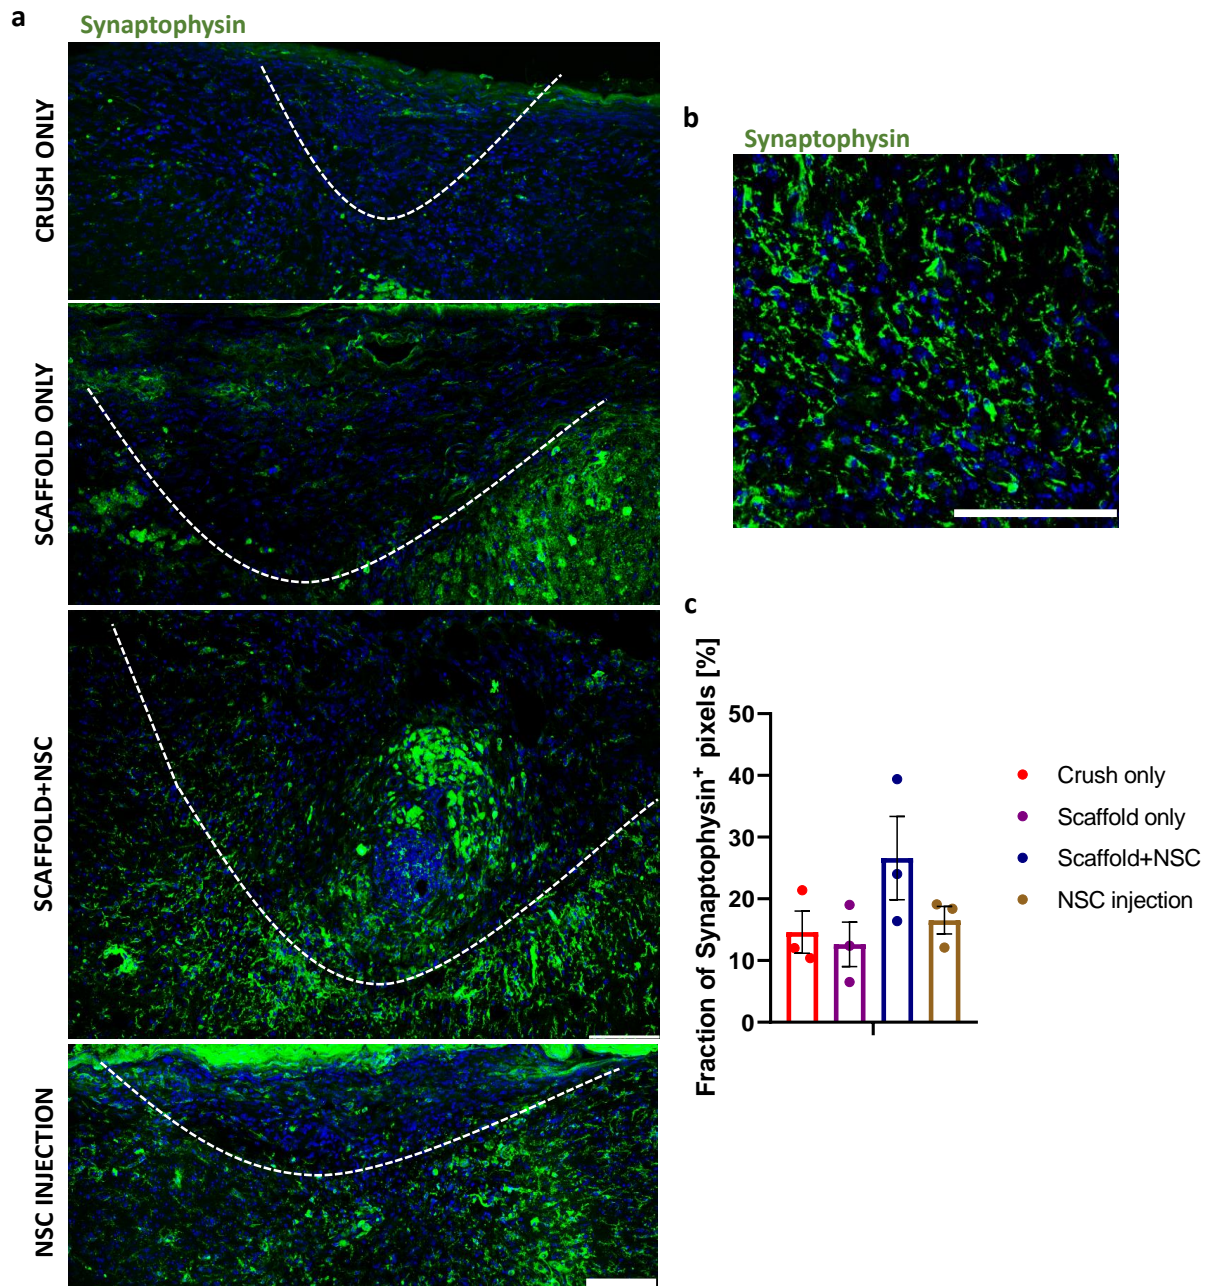 a
Synaptophysin
CRUSH ONLY
SCAFFOLD ONLY
SCAFFOLD+NSC
NSC INJECTION
b
Synaptophysin
c
Fraction of Synaptophysin⁺ pixels [%]
50
40
30
20
10
0
Crush only
Scaffold only
Scaffold+NSC
NSC injection